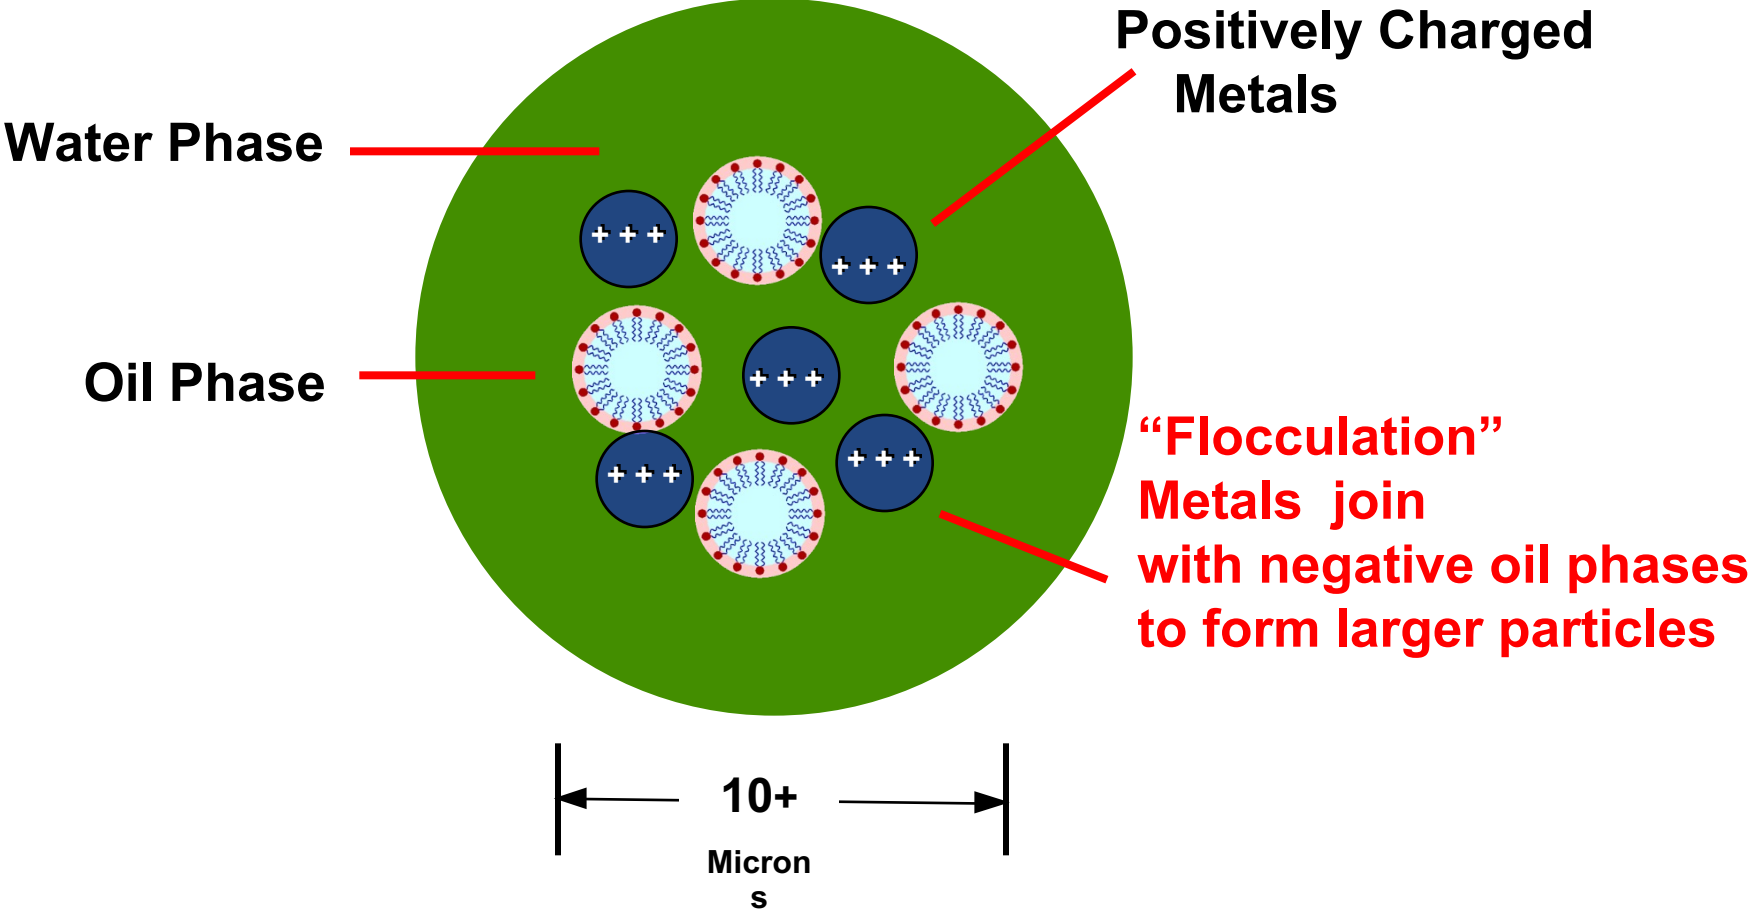 Positively Charged
Metals
Water Phase
+ + +
+ + +
Oil Phase
+ + +
“Flocculation”
Metals join
with negative oil phases
to form larger particles
+ + +
+ + +
10+
Micron
s